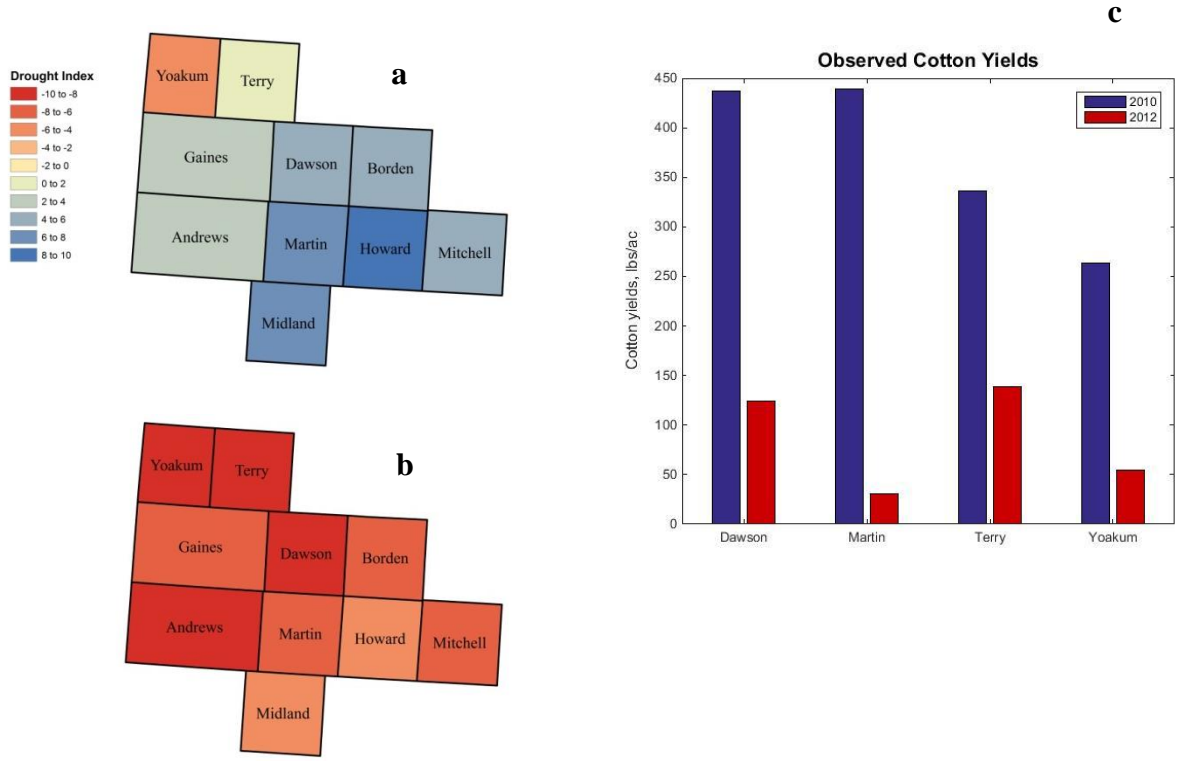 a
Drought Index
-10 to -8
-8 to -6
-6 to -4
-4 to -2
-2 to 0
0 to 2
2 to 4
4 to 6
6 to 8
8 to 10
Yoakum
Terry
Gaines
Dawson
Borden
Andrews
Martin
Howard
Mitchell
Midland
b
Yoakum
Terry
Gaines
Dawson
Borden
Andrews
Martin
Howard
Mitchell
Midland
c
Observed Cotton Yields
2010
2012
Cotton yields, lbs/ac
450
400
350
300
250
200
150
100
50
0
Dawson
Martin
Terry
Yoakum